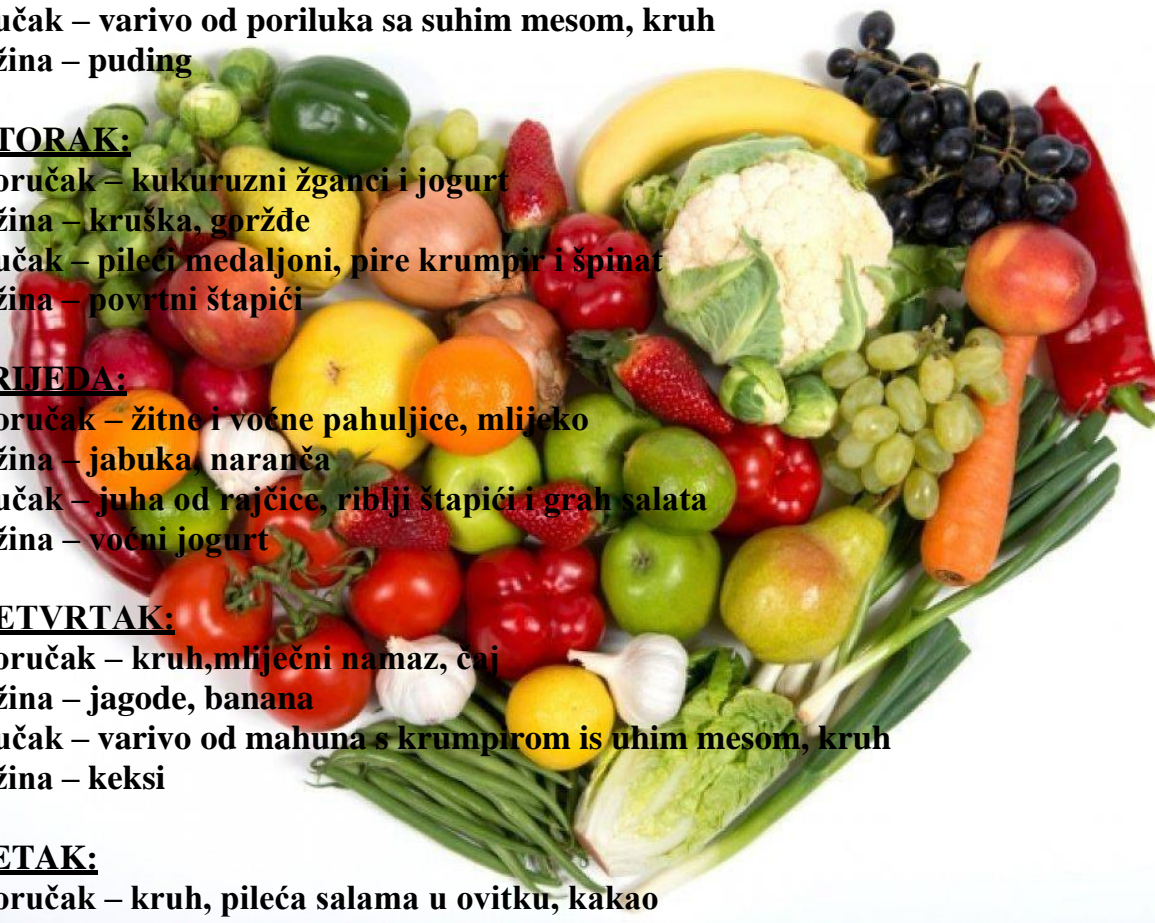 učak – varivo od poriluka sa suhim mesom, kruh
žina – puding
TORAK:
oručak – kukuruzni žganci i jogurt
žina – kruška, goržđe
učak – pileći medaljoni, pire krumpir i špinat
žina – povrtni štapići
RIJEDA:
oručak – žitne i voćne pahuljice, mlijeko
žina – jabuka, naranča
učak – juha od rajčice, riblji štapići i grah salata
žina – voćni jogurt
ETVRTAK:
oručak – kruh,mliječni namaz, čaj
žina – jagode, banana
učak – varivo od mahuna s krumpirom is uhim mesom, kruh
žina – keksi
ETAK:
oručak – kruh, pileća salama u ovitku, kakao